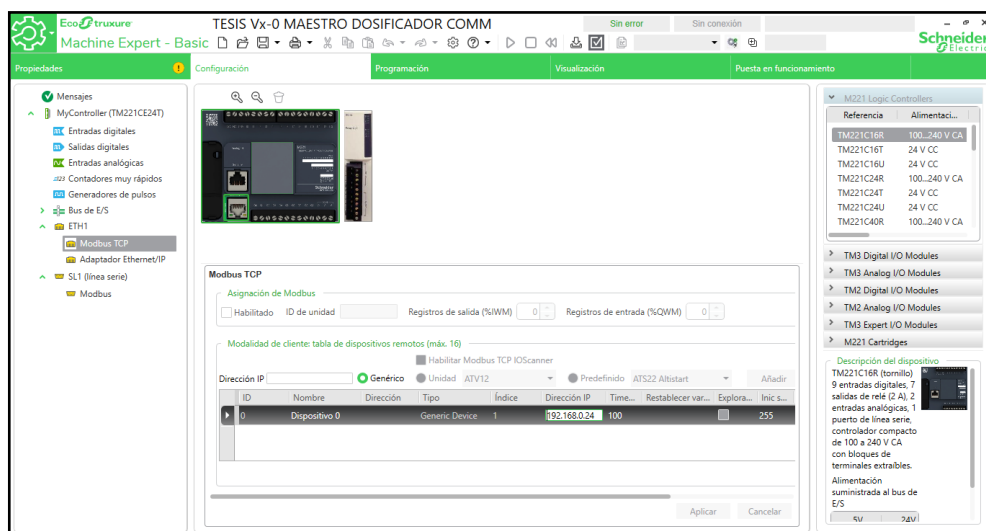 EcoStruxure
TESIS Vx-0 MAESTRO DOSIFICADOR COMM
Sin error
Sin conexión
Machine Expert - Basic
Schneider
Electric
Propiedades
Configuración
Programación
Visualización
Puesta en funcionamiento
Mensajes
MyController (TM221CE24T)
Entradas digitales
Salidas digitales
Entradas analógicas
Contadores muy rápidos
Generadores de pulsos
Bus de E/S
ETH1
Modbus TCP
Adaptador Ethernet/IP
SL1 (línea serie)
Modbus
Modbus TCP
Asignación de Modbus
Habilitado ID de unidad Registros de salida (%IWM) 0 Registros de entrada (%QWM) 0
Modalidad de cliente: tabla de dispositivos remotos (máx. 16)
Habilitar Modbus TCP IOScanner
Dirección IP Genérico Unidad ATV12 Predefinido ATS22 Altistart Añadir
ID Nombre Dirección Tipo Índice Dirección IP Time... Restablecer var... Explora... Inic s...
0 Dispositivo 0 Generic Device 1 192.168.0.24 100 255
Aplicar Cancelar
M221 Logic Controllers
Referencia Alimentaci...
TM221C16R 100...240 V CA
TM221C16T 24 V CC
TM221C16U 24 V CC
TM221C24R 100...240 V CA
TM221C24T 24 V CC
TM221C24U 24 V CC
TM221C40R 100...240 V CA
TM3 Digital I/O Modules
TM3 Analog I/O Modules
TM2 Digital I/O Modules
TM2 Analog I/O Modules
TM3 Expert I/O Modules
M221 Cartridges
Descripción del dispositivo
TM221C16R (tornillo)
9 entradas digitales, 7
salidas de relé (2 A), 2
entradas analógicas, 1
puerto de línea serie,
controlador compacto
de 100 a 240 V CA
con bloques de
terminales extraíbles.
Alimentación
suministrada al bus de
E/S
5V 24V